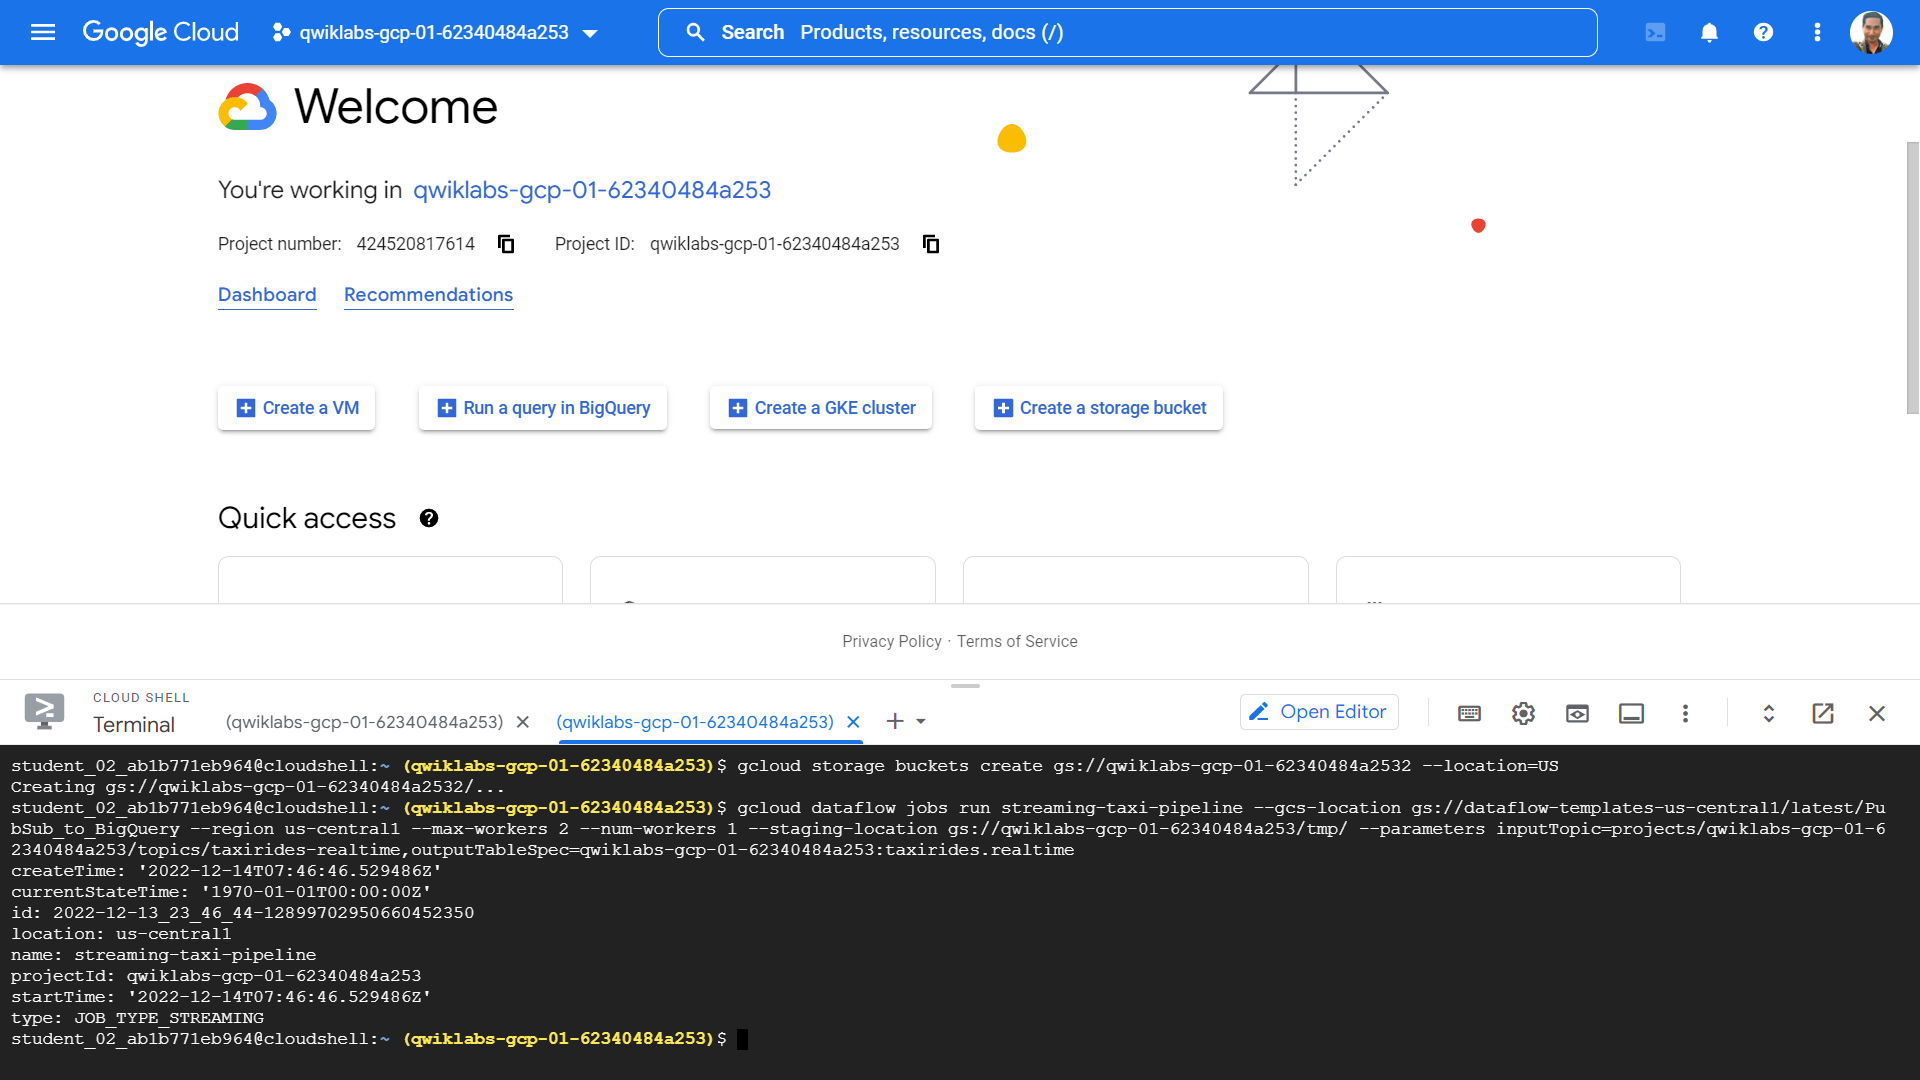 Google Cloud qwiklabs-gcp-01-62340484a253 Search Products, resources, docs (/)
Welcome
You're working in qwiklabs-gcp-01-62340484a253
Project number: 424520817614 Project ID: qwiklabs-gcp-01-62340484a253
Dashboard Recommendations
Create a VM Run a query in BigQuery Create a GKE cluster Create a storage bucket
Quick access
Privacy Policy · Terms of Service
CLOUD SHELL
Terminal (qwiklabs-gcp-01-62340484a253) (qwiklabs-gcp-01-62340484a253) Open Editor
student_02_ab1b771eb964@cloudshell:~ (qwiklabs-gcp-01-62340484a253)$ gcloud storage buckets create gs://qwiklabs-gcp-01-62340484a2532 --location=US
Creating gs://qwiklabs-gcp-01-62340484a2532/...
student_02_ab1b771eb964@cloudshell:~ (qwiklabs-gcp-01-62340484a253)$ gcloud dataflow jobs run streaming-taxi-pipeline --gcs-location gs://dataflow-templates-us-central1/latest/Pu
bSub_to_BigQuery --region us-central1 --max-workers 2 --num-workers 1 --staging-location gs://qwiklabs-gcp-01-62340484a253/tmp/ --parameters inputTopic=projects/qwiklabs-gcp-01-6
2340484a253/topics/taxirides-realtime,outputTableSpec=qwiklabs-gcp-01-62340484a253:taxirides.realtime
createTime: '2022-12-14T07:46:46.529486Z'
currentStateTime: '1970-01-01T00:00:00Z'
id: 2022-12-13_23_46_44-12899702950660452350
location: us-central1
name: streaming-taxi-pipeline
projectId: qwiklabs-gcp-01-62340484a253
startTime: '2022-12-14T07:46:46.529486Z'
type: JOB_TYPE_STREAMING
student_02_ab1b771eb964@cloudshell:~ (qwiklabs-gcp-01-62340484a253)$